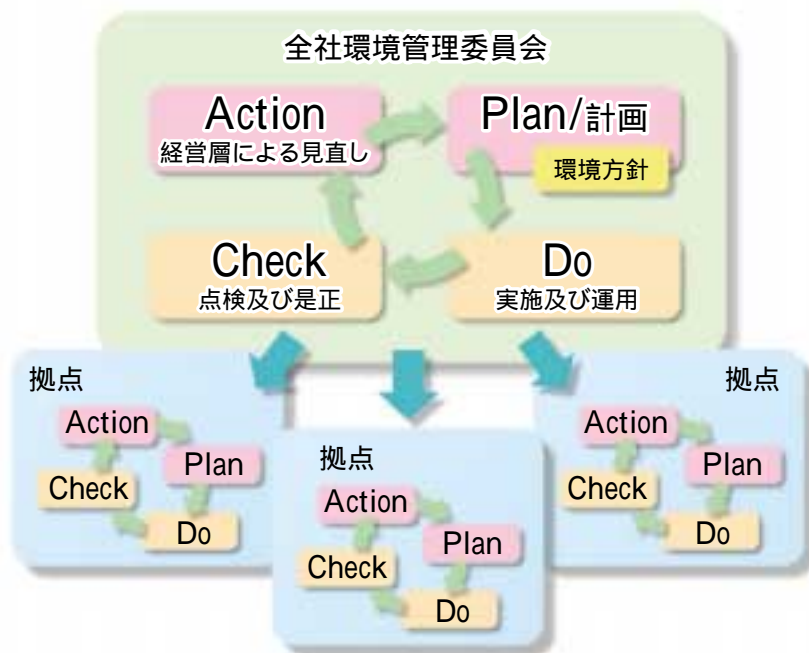 全社環境管理委員会
Action
経営層による見直し
Plan/計画
環境方針
Check
点検及び是正
Do
実施及び運用
拠点
Action
Plan
Check
Do
拠点
Action
Plan
Check
Do
拠点
Action
Plan
Check
Do